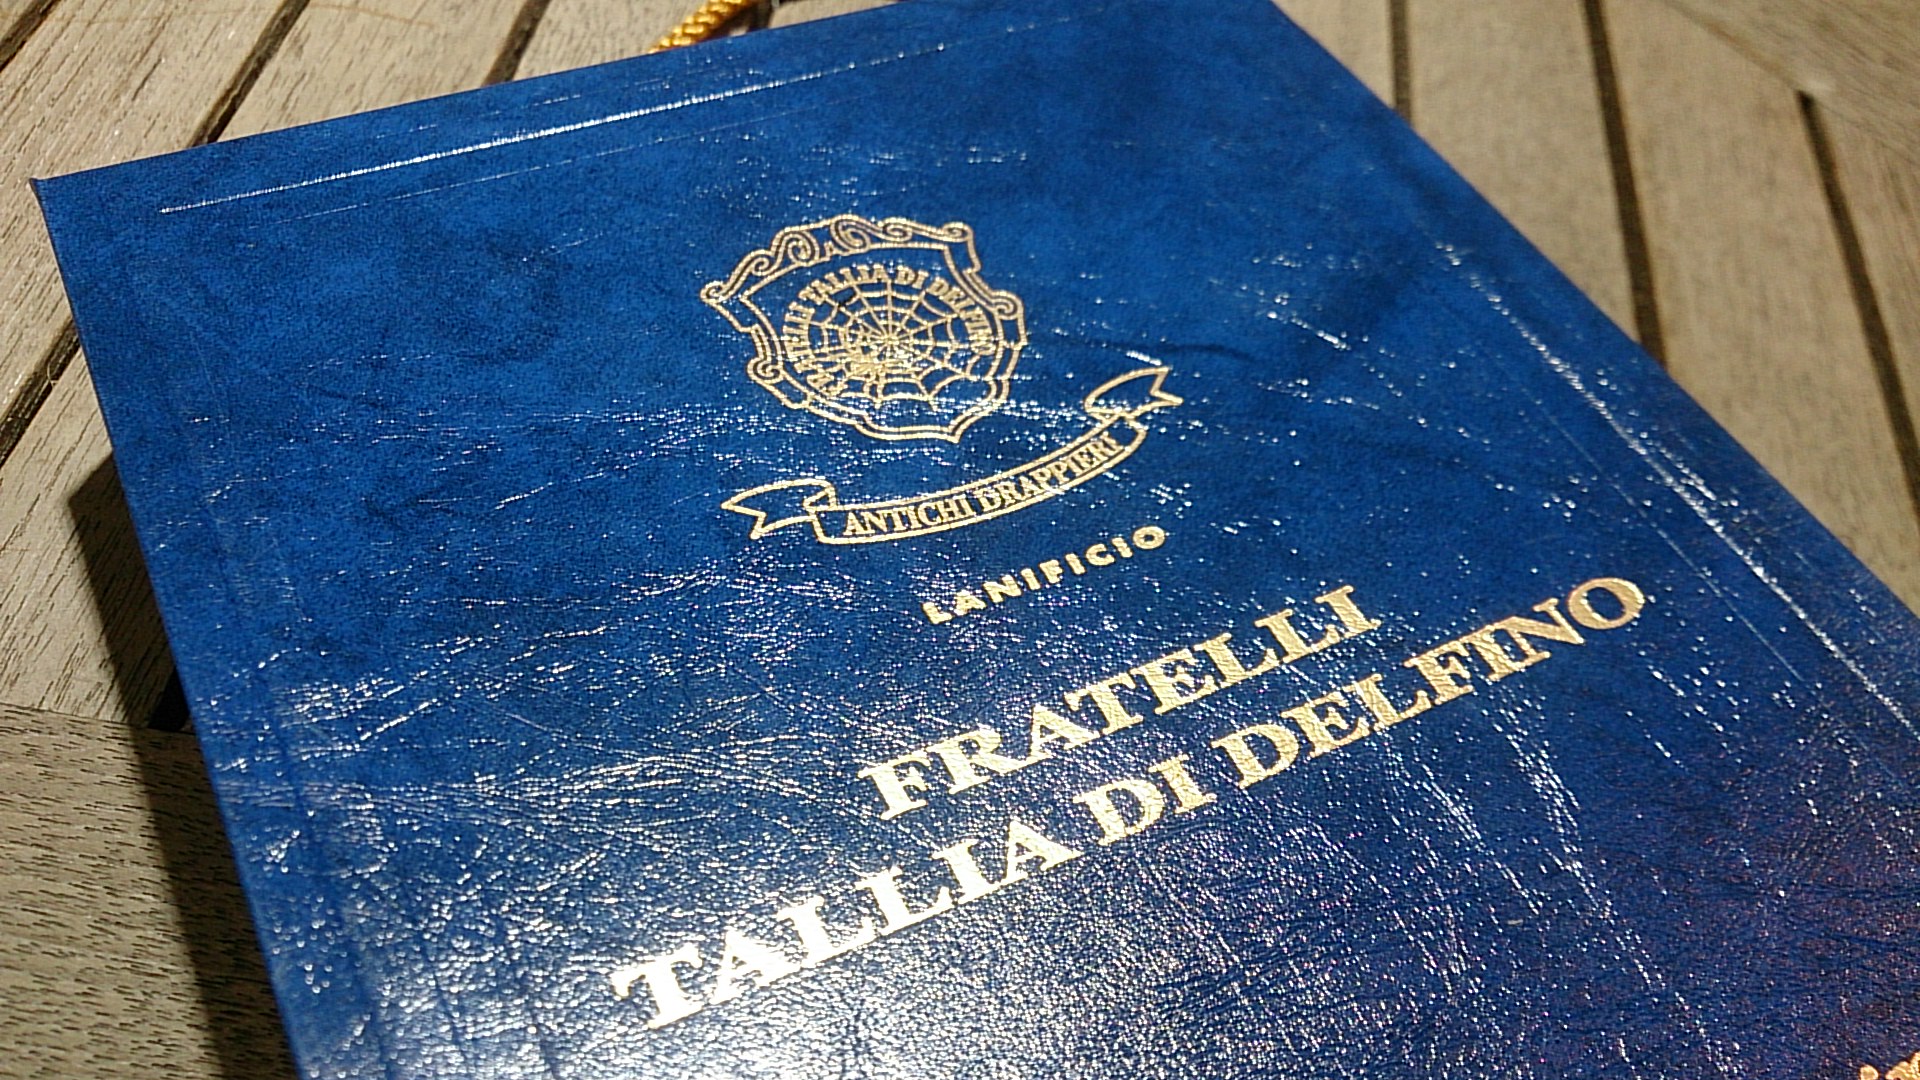 FRATELLI TALLIA DI DELFINO
ANTICHI DRAPPIERI
LANIFICIO
FRATELLI
TALLIA DI DELFINO